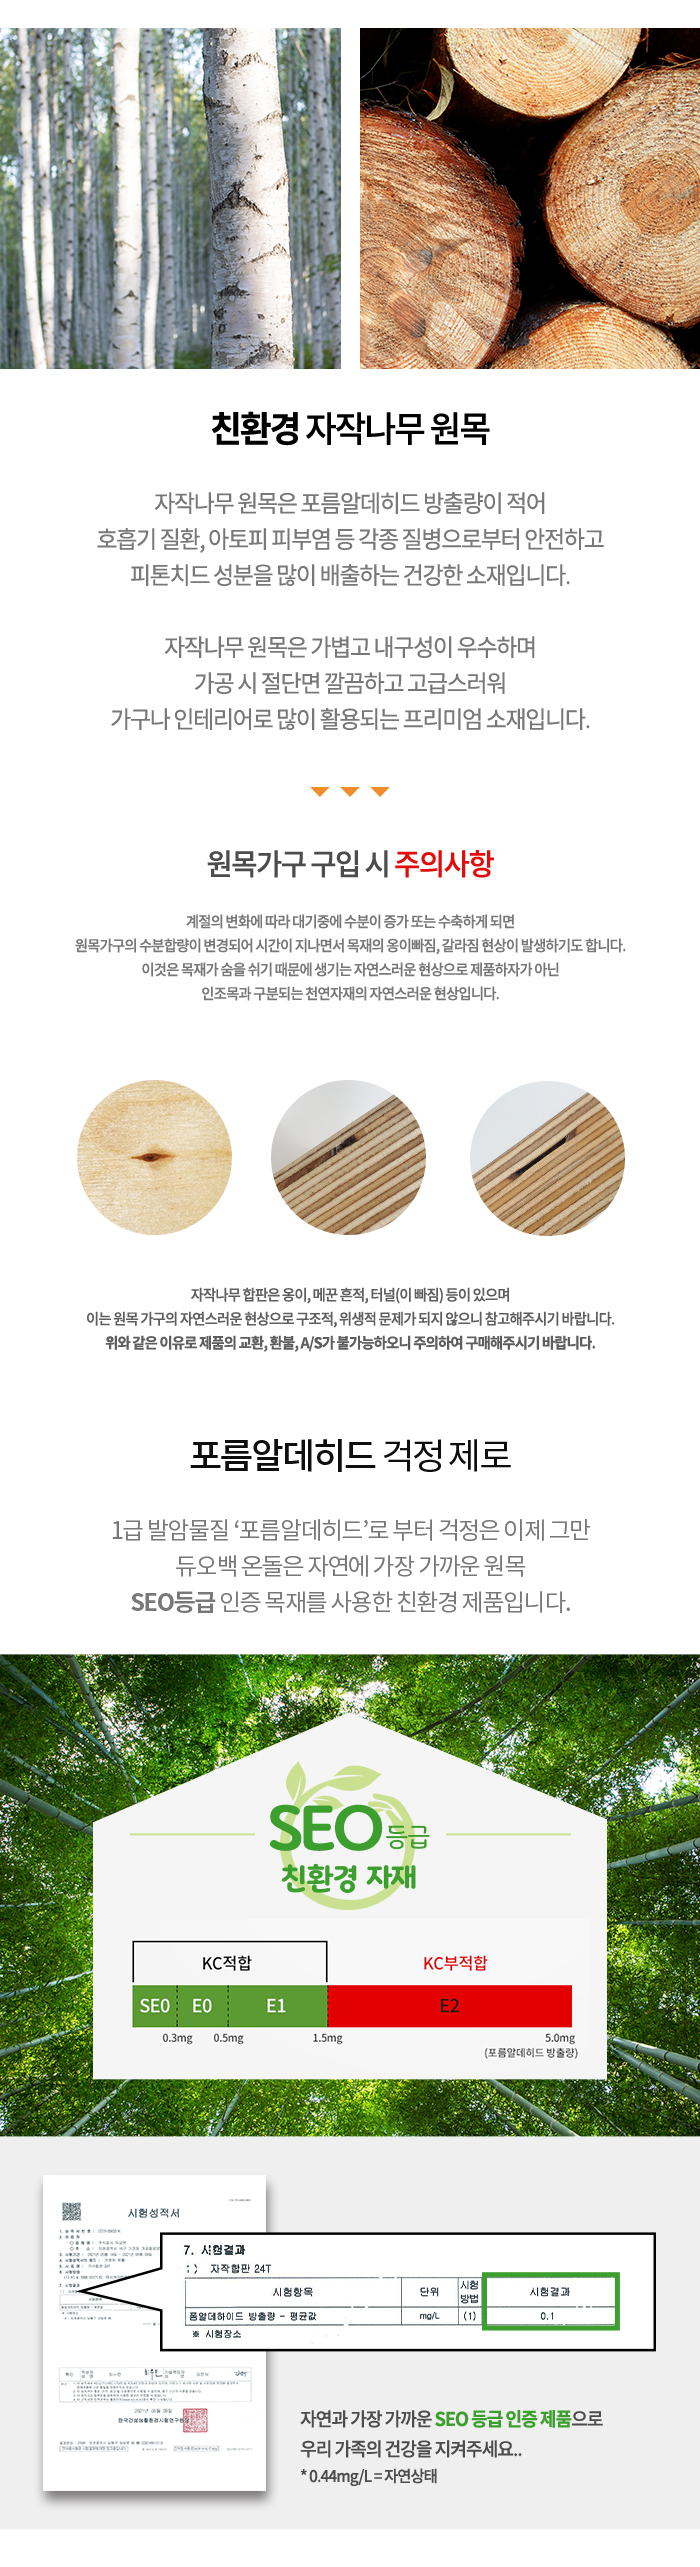 친환경 자작나무 원목
자작나무 원목은 포름알데히드 방출량이 적어
호흡기 질환, 아토피 피부염 등 각종 질병으로부터 안전하고
피톤치드 성분을 많이 배출하는 건강한 소재입니다.
자작나무 원목은 가볍고 내구성이 우수하며
가공 시 절단면 깔끔하고 고급스러워
가구나 인테리어로 많이 활용되는 프리미엄 소재입니다.
원목가구 구입 시 주의사항
계절의 변화에 따라 대기중에 수분이 증가 또는 수축하게 되면
원목가구의 수분합량이 변경되어 시간이 지나면서 목재의 옹이빠짐, 갈라짐 현상이 발생하기도 합니다.
이것은 목재가 숨을 쉬기 때문에 생기는 자연스러운 현상으로 제품하자가 아닌
인조목과 구분되는 천연자재의 자연스러운 현상입니다.
자작나무 합판은 옹이, 메꾼 흔적, 터널(이 빠짐) 등이 있으며
이는 원목 가구의 자연스러운 현상으로 구조적, 위생적 문제가 되지 않으니 참고해주시기 바랍니다.
위와 같은 이유로 제품의 교환, 환불, A/S가 불가능하오니 주의하여 구매해주시기 바랍니다.
포름알데히드 걱정 제로
1급 발암물질 ‘포름알데히드’로 부터 걱정은 이제 그만
듀오백 온돌은 자연에 가장 가까운 원목
SEO등급 인증 목재를 사용한 친환경 제품입니다.
SEO등급
친환경 자재
KC적합 KC부적합
SE0 E0 E1 E2
0.3mg 0.5mg 1.5mg 5.0mg
(포름알데히드 방출량)
시험성적서
7. 시험결과
자작합판 24T
시험항목 단위 시험방법 시험결과
폼알데하이드 방출량 - 평균값 mg/L (1) 0.1
※ 시험장소
자연과 가장 가까운 SEO 등급 인증 제품으로
우리 가족의 건강을 지켜주세요..
* 0.44mg/L = 자연상태